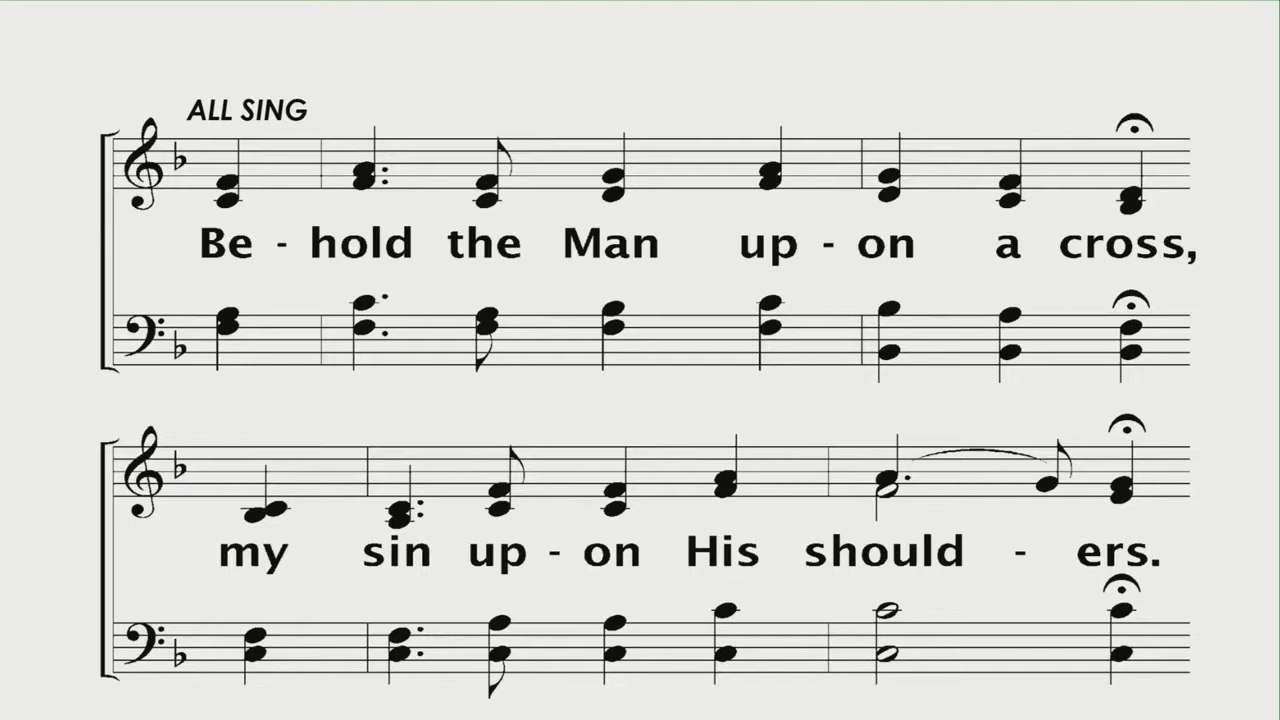 ALL SING
Be - hold the Man up - on a cross,
my sin up - on His should - ers.